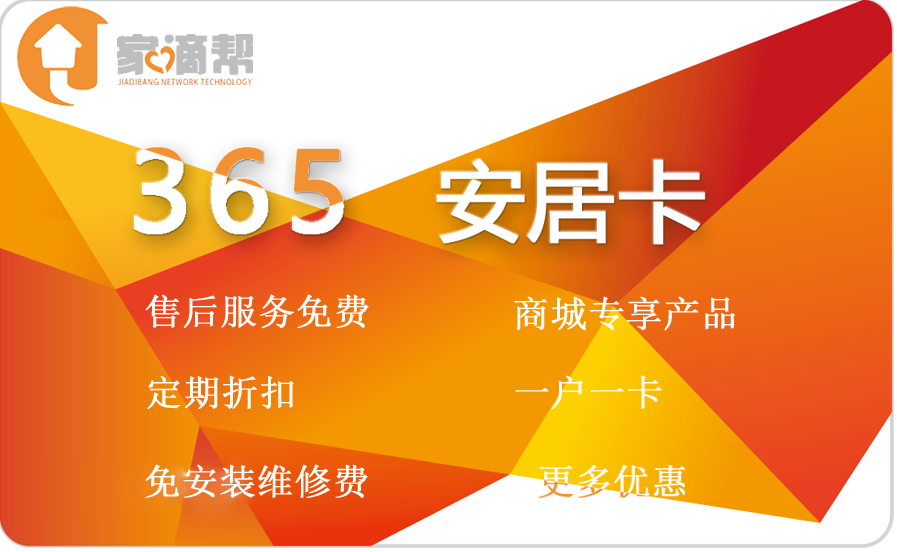 家滴帮
JIADIBANG NETWORK TECHNOLOGY
365 安居卡
售后服务免费 商城专享产品
定期折扣 一户一卡
免安装维修费 更多优惠